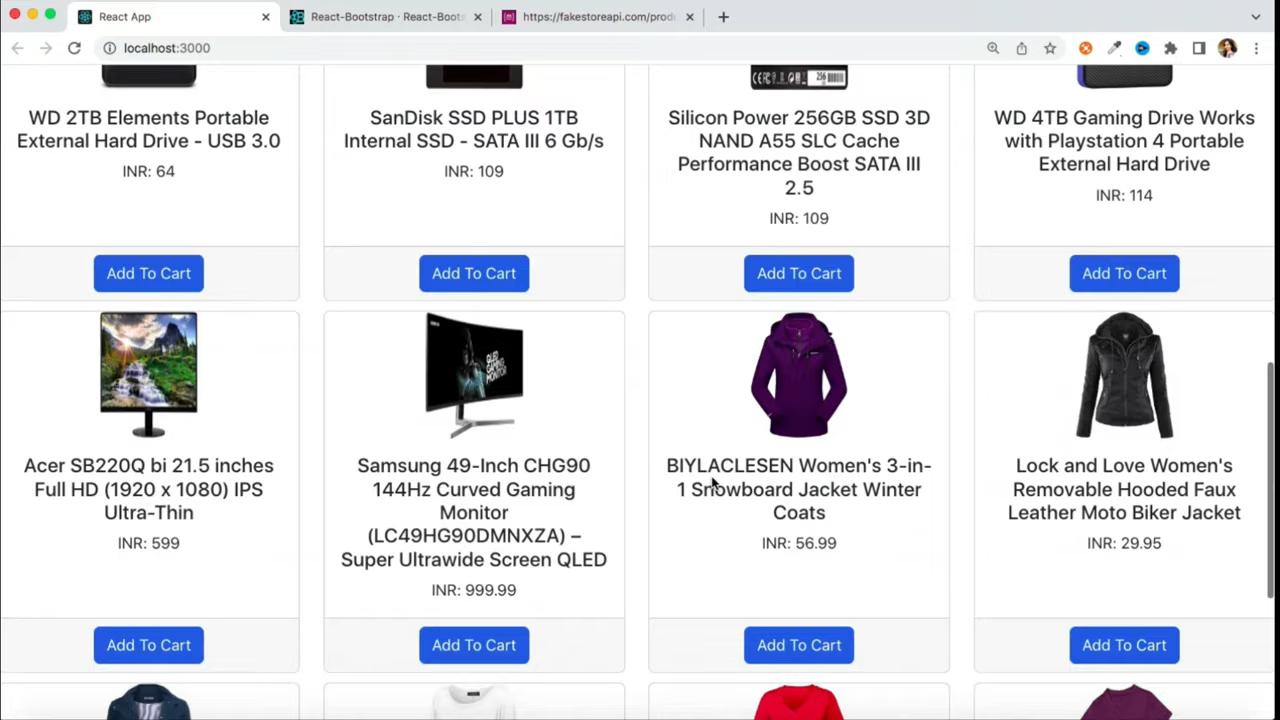 React App
React-Bootstrap · React-Boots
https://fakestoreapi.com/produ
localhost:3000
256
WD 2TB Elements Portable
External Hard Drive - USB 3.0
INR: 64
Add To Cart
SanDisk SSD PLUS 1TB
Internal SSD - SATA III 6 Gb/s
INR: 109
Add To Cart
Silicon Power 256GB SSD 3D
NAND A55 SLC Cache
Performance Boost SATA III
2.5
INR: 109
Add To Cart
WD 4TB Gaming Drive Works
with Playstation 4 Portable
External Hard Drive
INR: 114
Add To Cart
Acer SB220Q bi 21.5 inches
Full HD (1920 x 1080) IPS
Ultra-Thin
INR: 599
Add To Cart
QLED
GAMING
MONITOR
Samsung 49-Inch CHG90
144Hz Curved Gaming
Monitor
(LC49HG90DMNXZA) –
Super Ultrawide Screen QLED
INR: 999.99
Add To Cart
BIYLACLESEN Women's 3-in-
1 Snowboard Jacket Winter
Coats
INR: 56.99
Add To Cart
Lock and Love Women's
Removable Hooded Faux
Leather Moto Biker Jacket
INR: 29.95
Add To Cart